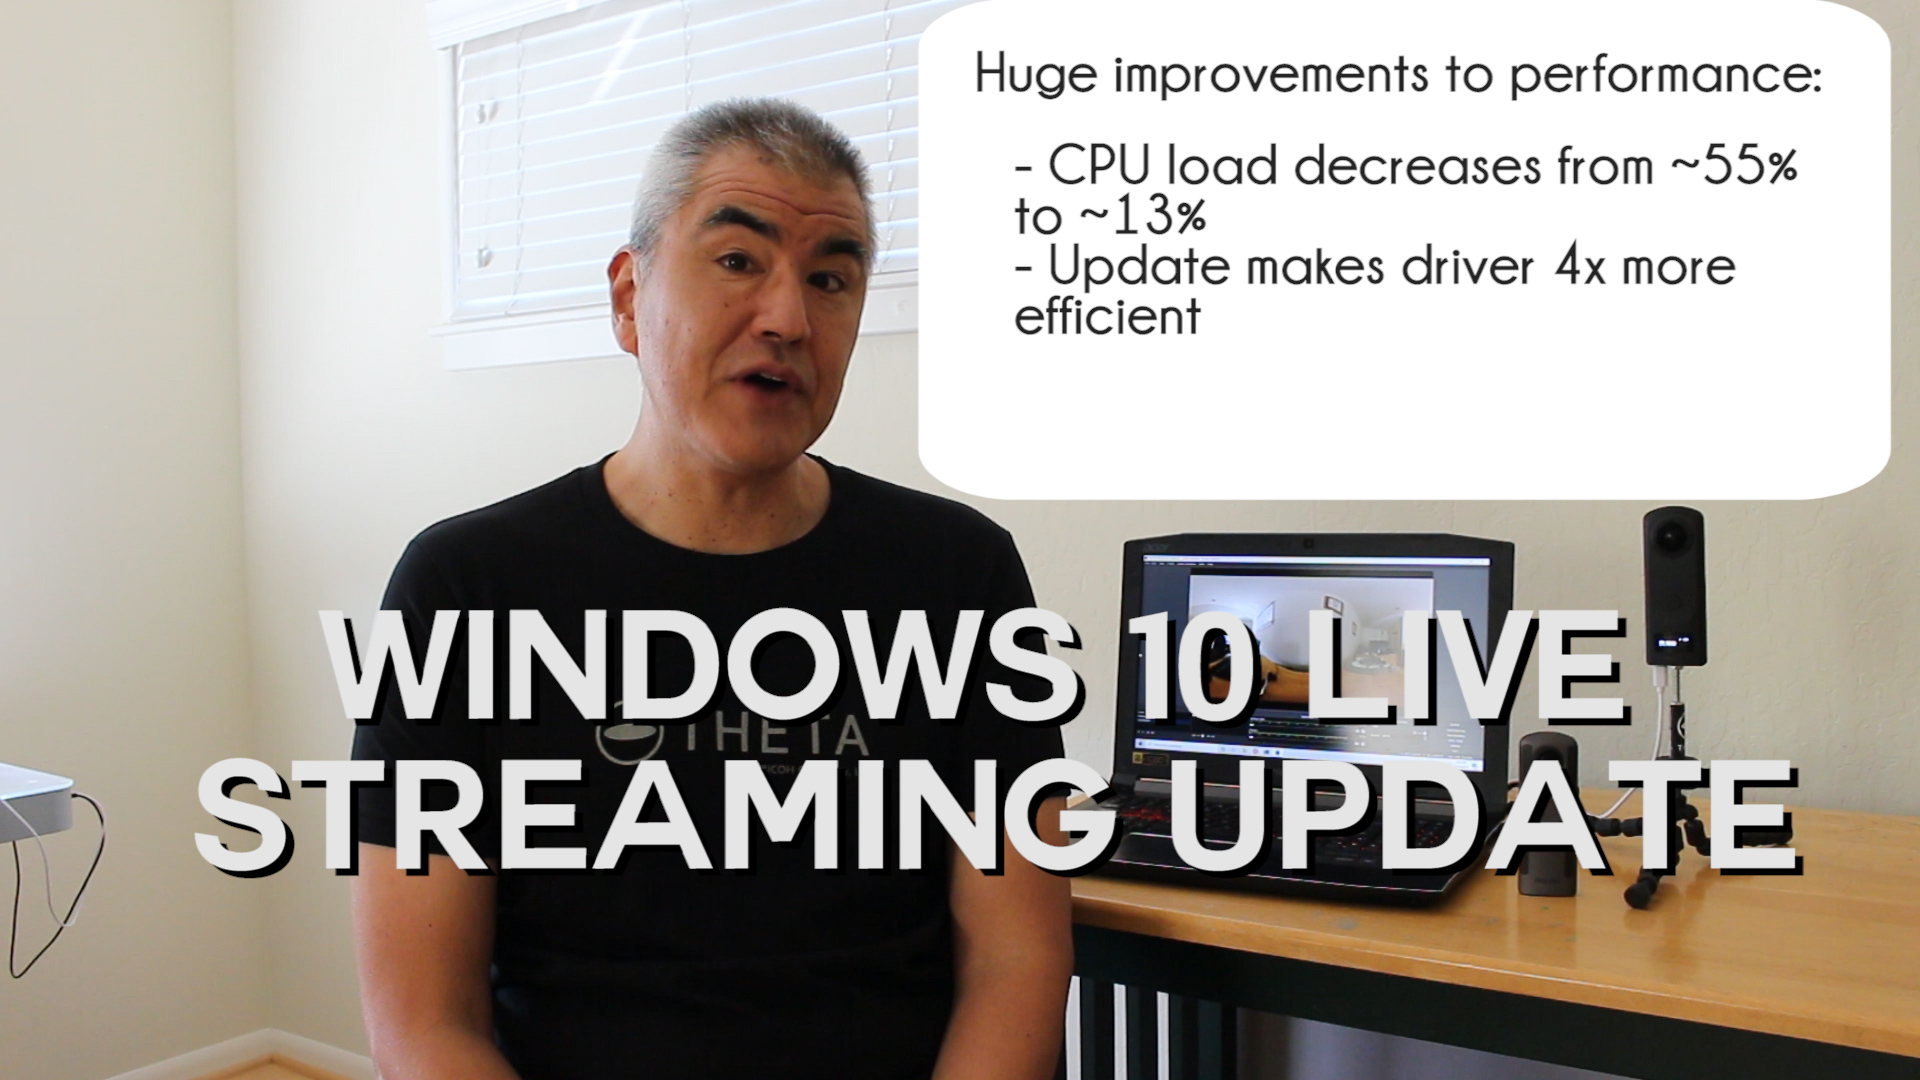 Huge improvements to performance:
- CPU load decreases from ~55%
to ~13%
- Update makes driver 4x more
efficient
WINDOWS 10 LIVE
THETA
STREAMING UPDATE